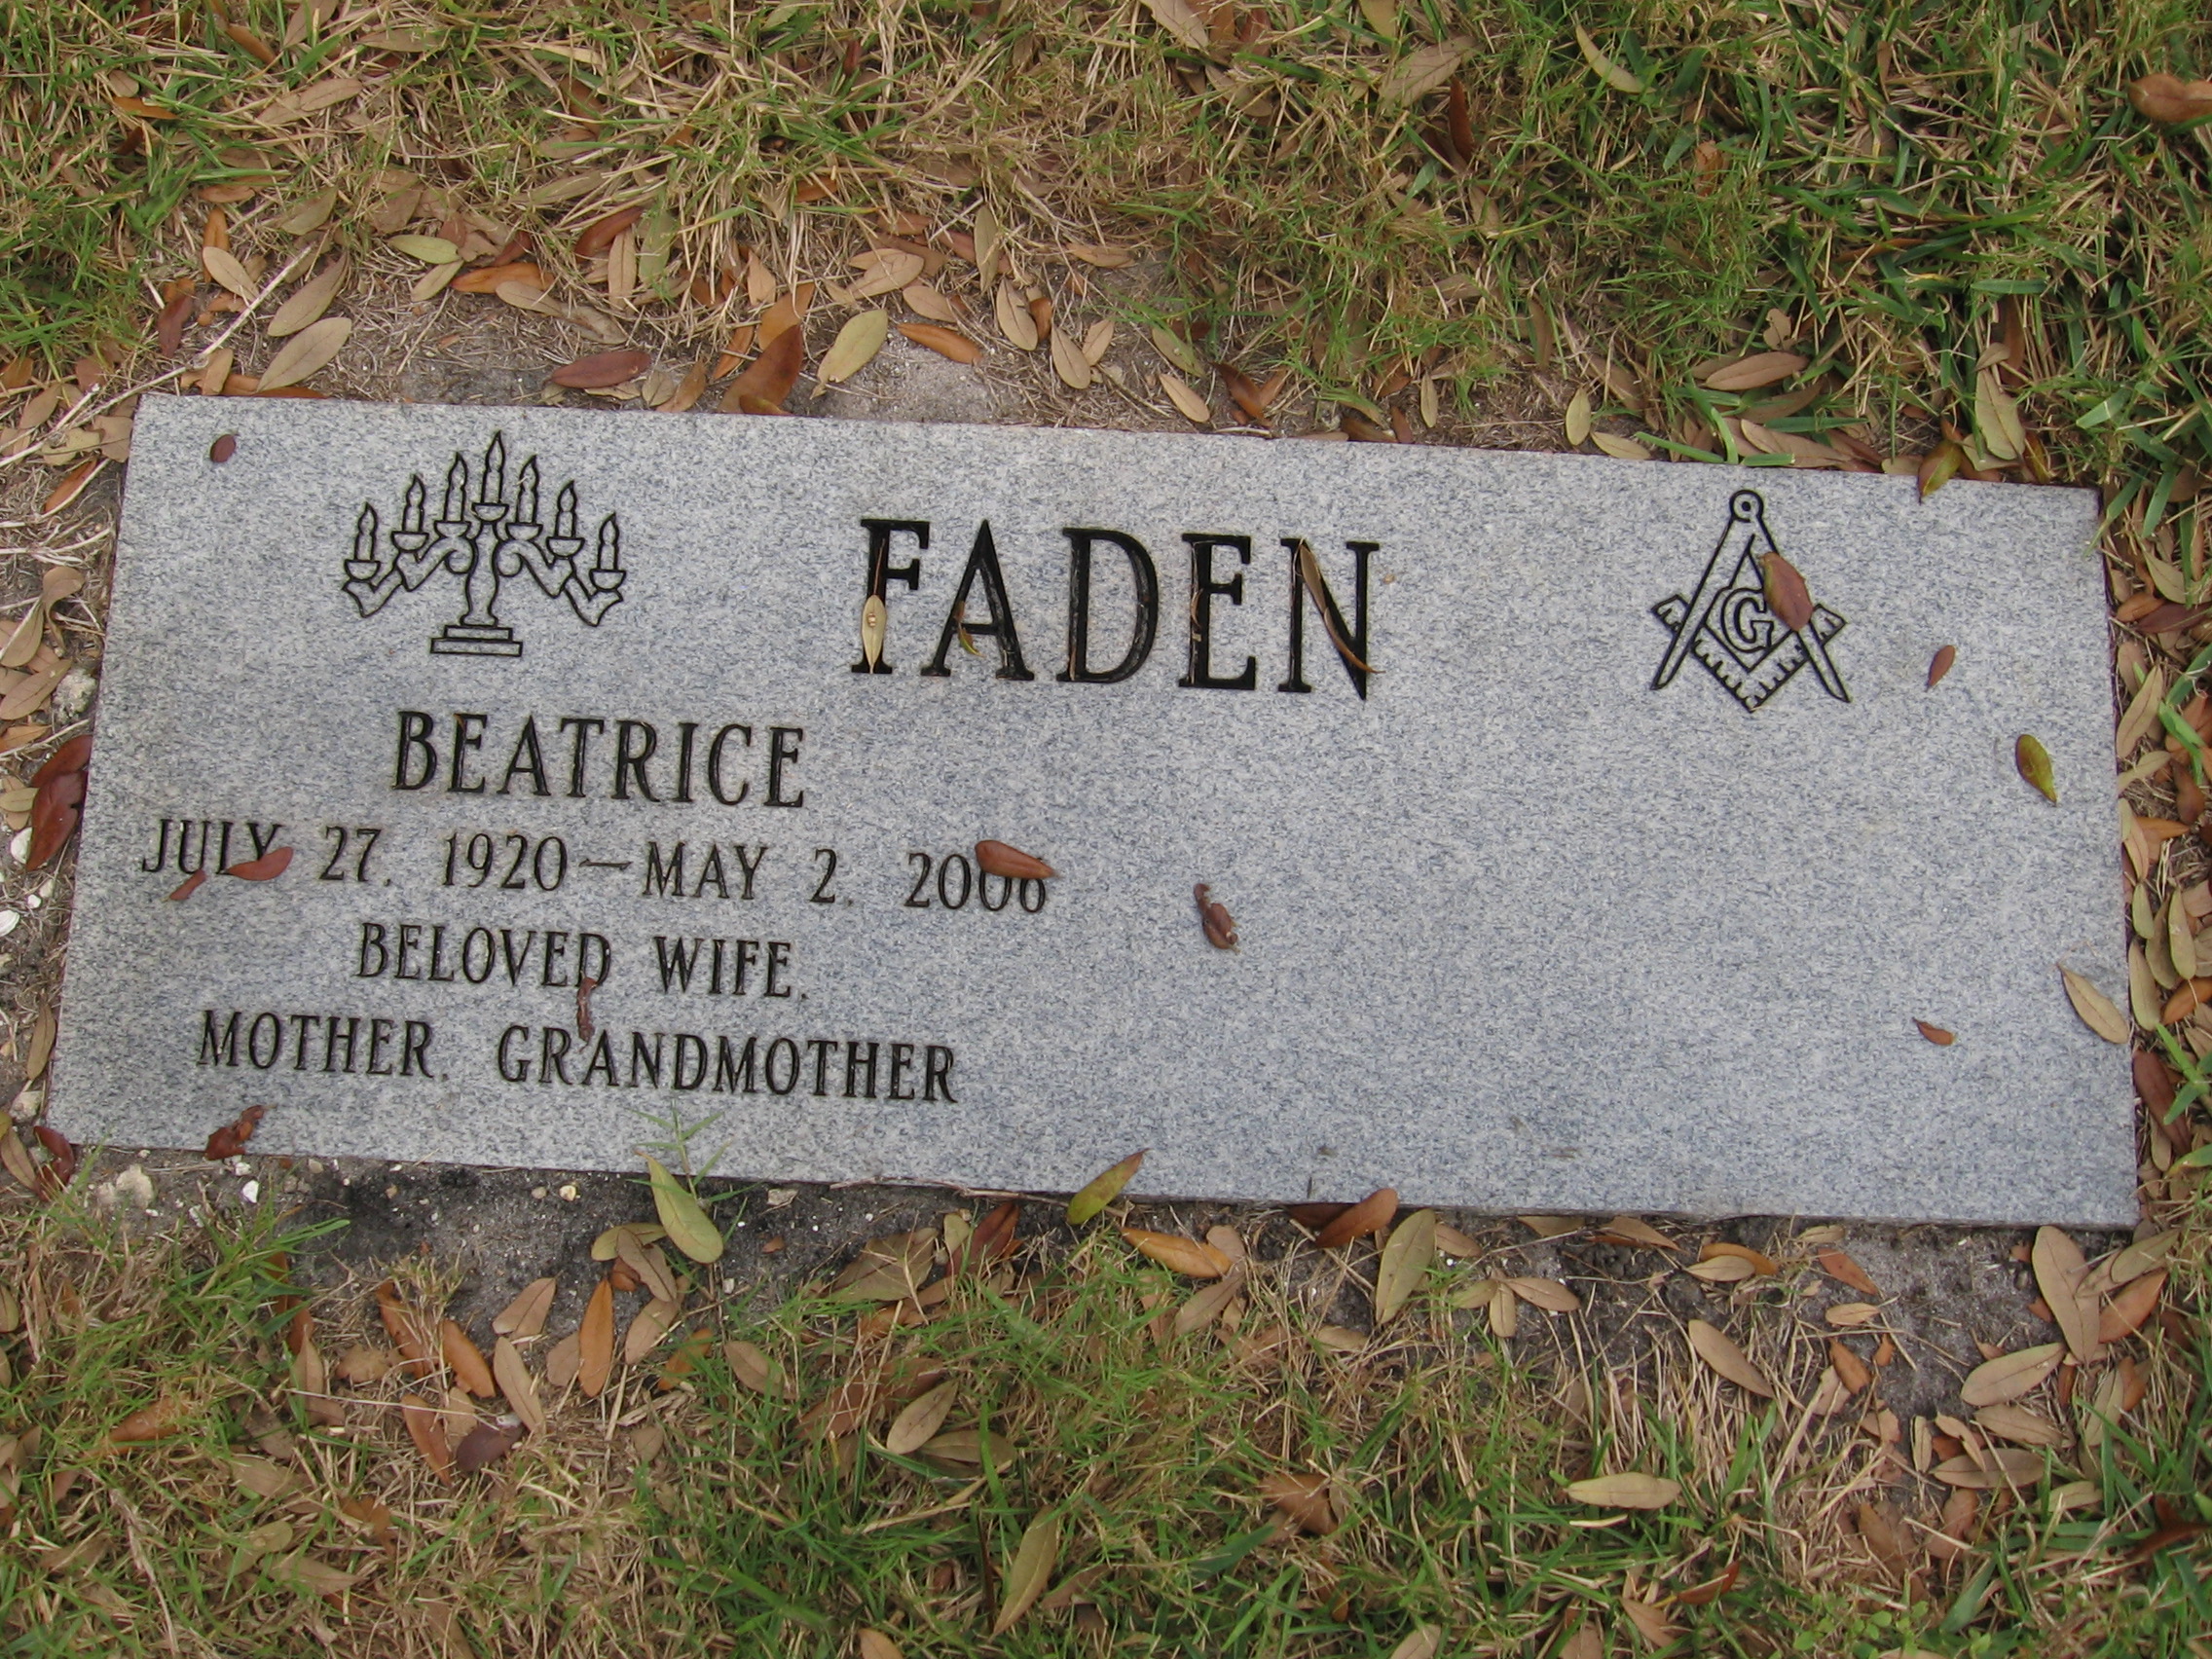 FADEN
G
BEATRICE
JULY 27, 1920—MAY 2, 2006
BELOVED WIFE,
MOTHER, GRANDMOTHER